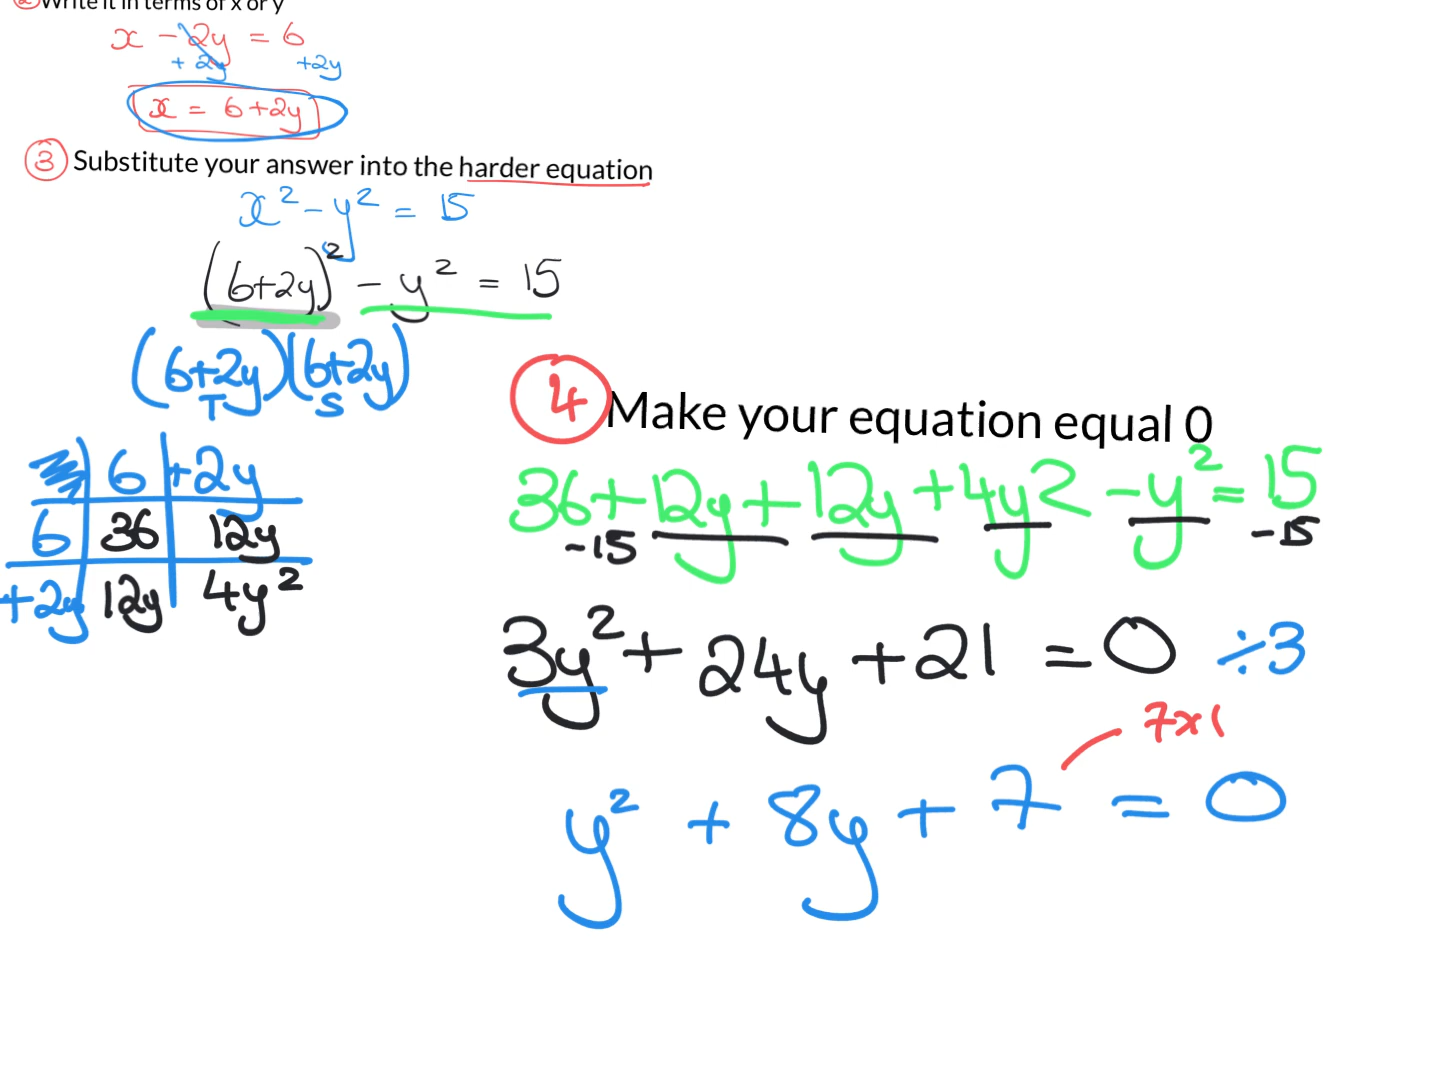 ② Write it in terms of x or y
x - 2y = 6
+ 2y +2y
x = 6+2y
③ Substitute your answer into the harder equation
x² - y² = 15
(6+2y)² - y² = 15
(6+2y)(6+2y)
T S
6 +2y
6 36 12y
+2y 12y 4y²
④ Make your equation equal 0
36+12y+12y+4y2 -y²=15
-15 -15
3y²+ 24y +21 =0 ÷3
7x1
y² + 8y + 7 = 0